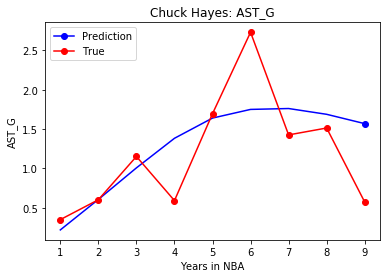 Chuck Hayes: AST_G
Prediction
True
AST_G
2.5
2.0
1.5
1.0
0.5
1 2 3 4 5 6 7 8 9
Years in NBA